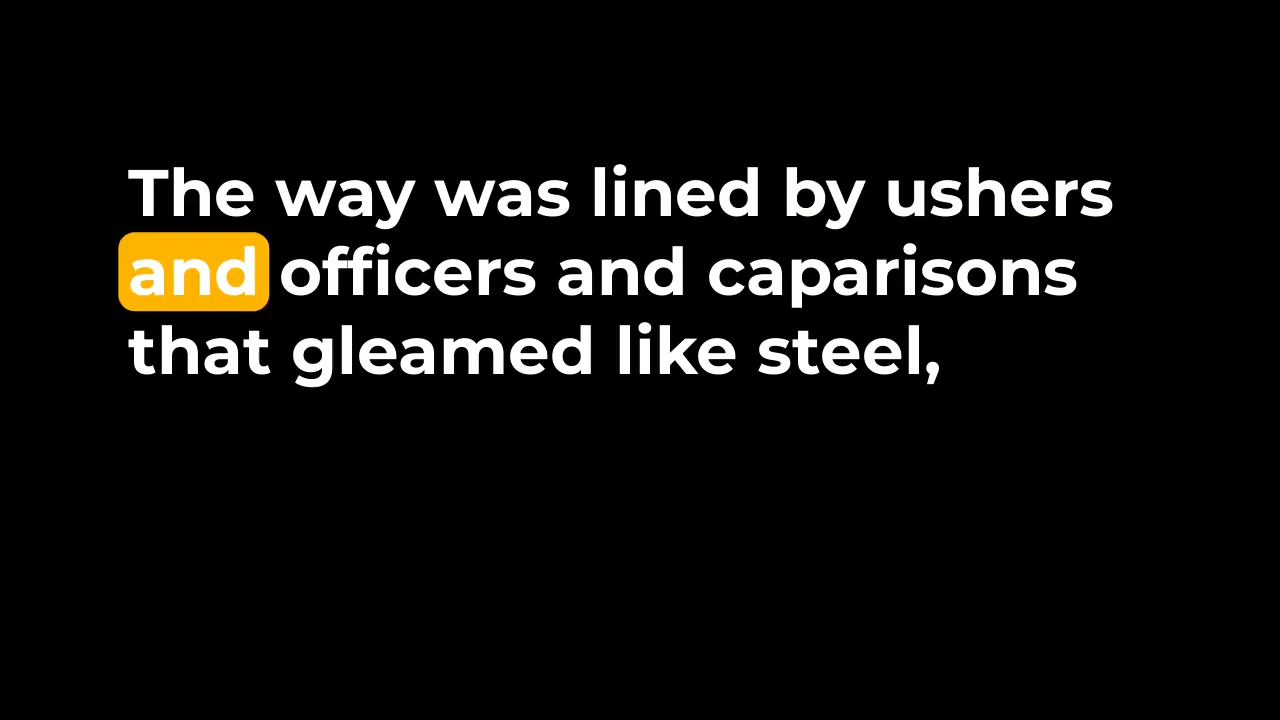 The way was lined by ushers
and officers and caparisons
that gleamed like steel,